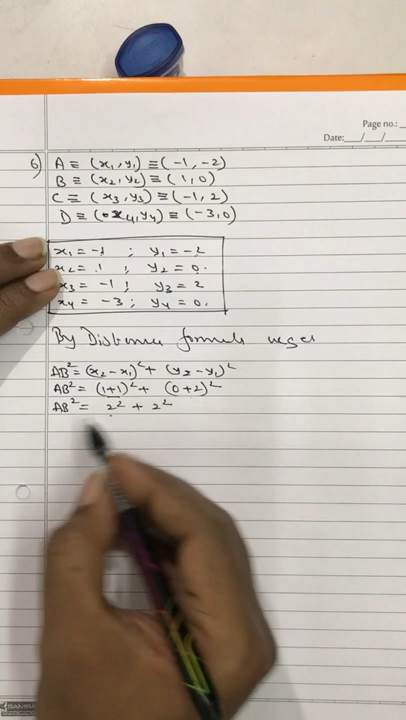 Page no.:
Date: / /
6) A ≡ (x₁, y₁) ≡ (-1, -2)
B ≡ (x₂, y₂) ≡ (1, 0)
C ≡ (x₃, y₃) ≡ (-1, 2)
D ≡ (x₄, y₄) ≡ (-3, 0)
x₁ = -1 ; y₁ = -2
x₂ = 1 ; y₂ = 0.
x₃ = -1 ; y₃ = 2
x₄ = -3 ; y₄ = 0.
By Distance formula
AB² = (x₂ - x₁)² + (y₂ - y₁)²
AB² = (1+1)² + (0+2)²
AB² = 2² + 2²